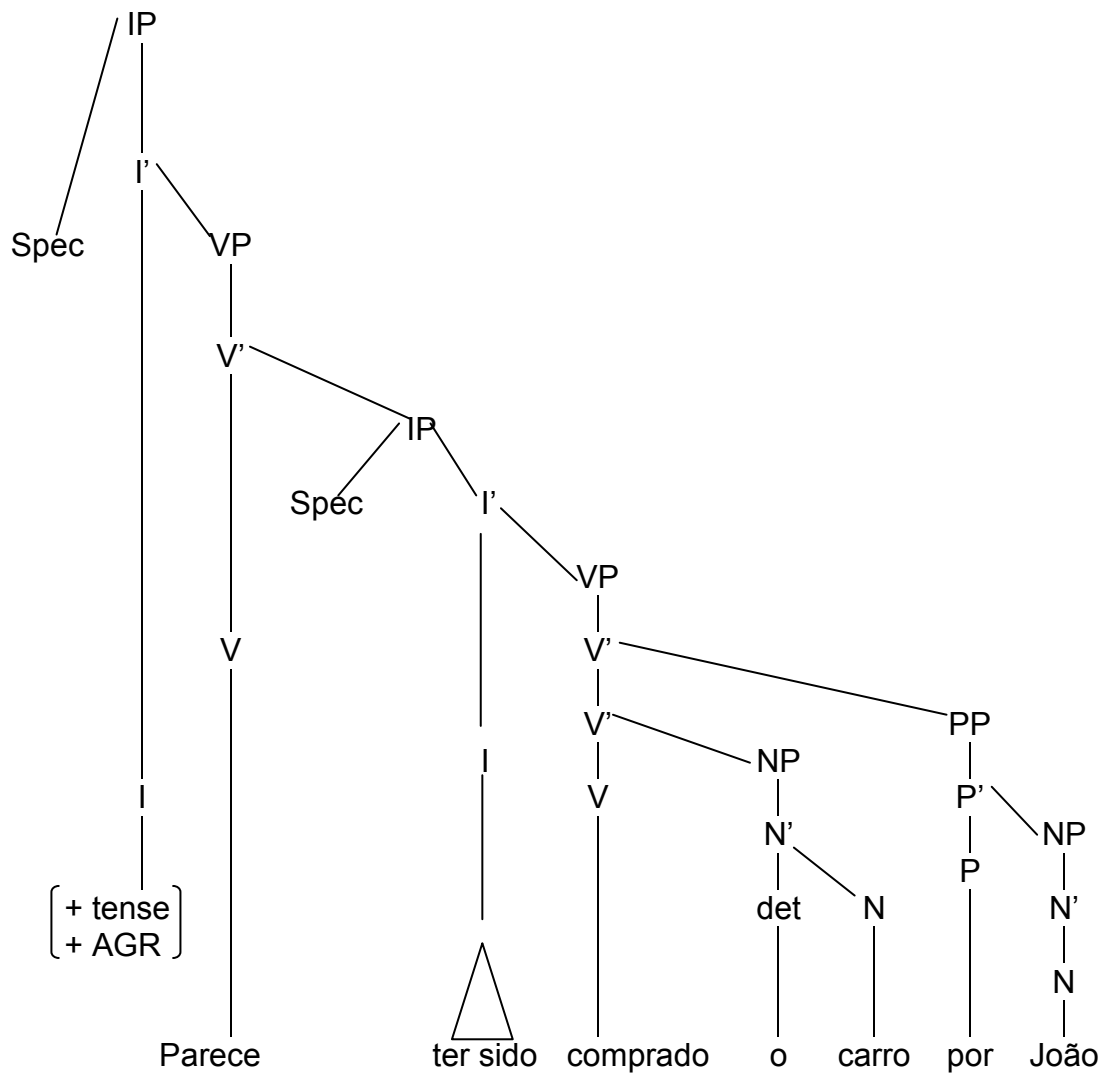 IP
I’
Spec VP
V’
IP
Spec I’
VP
V V’
V’ PP
I NP
I V P’
N’ NP
P
+ tense det N N’
+ AGR
N
Parece ter sido comprado o carro por João